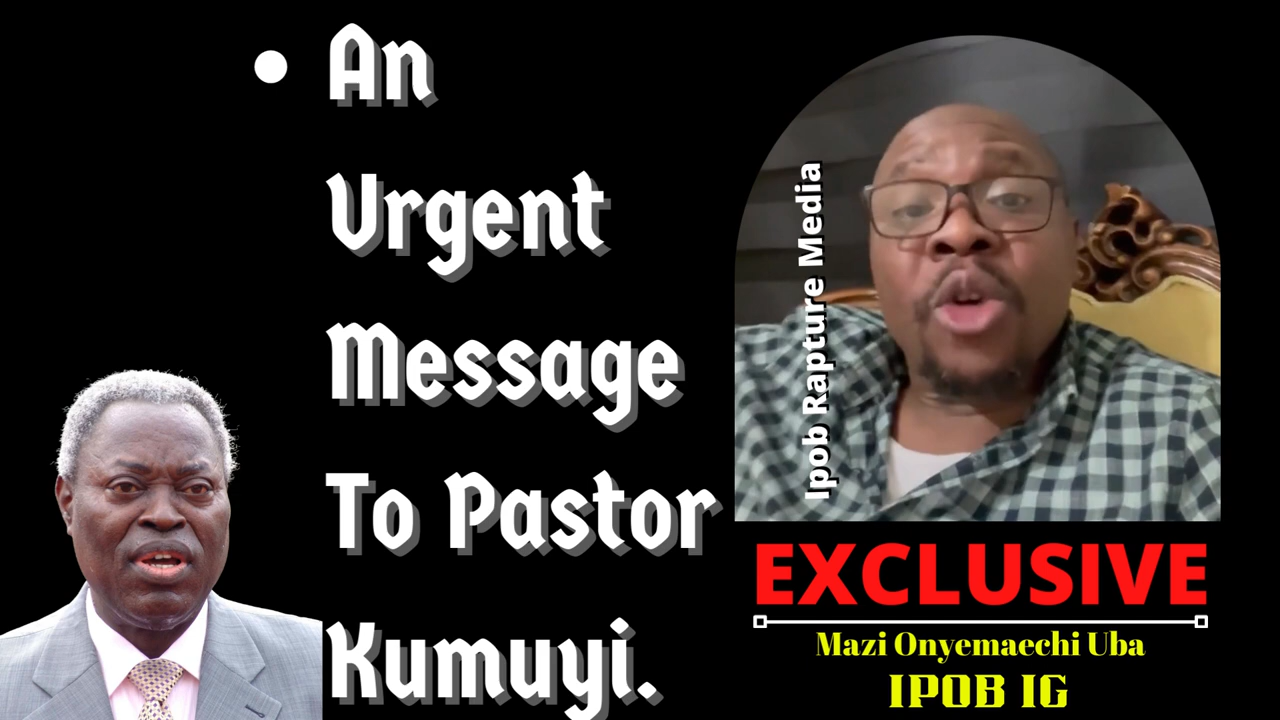 • An
Urgent
Message
To Pastor
Kumuyi.
Ipob Rapture Media
EXCLUSIVE
Mazi Onyemaechi Uba
IPOB IG